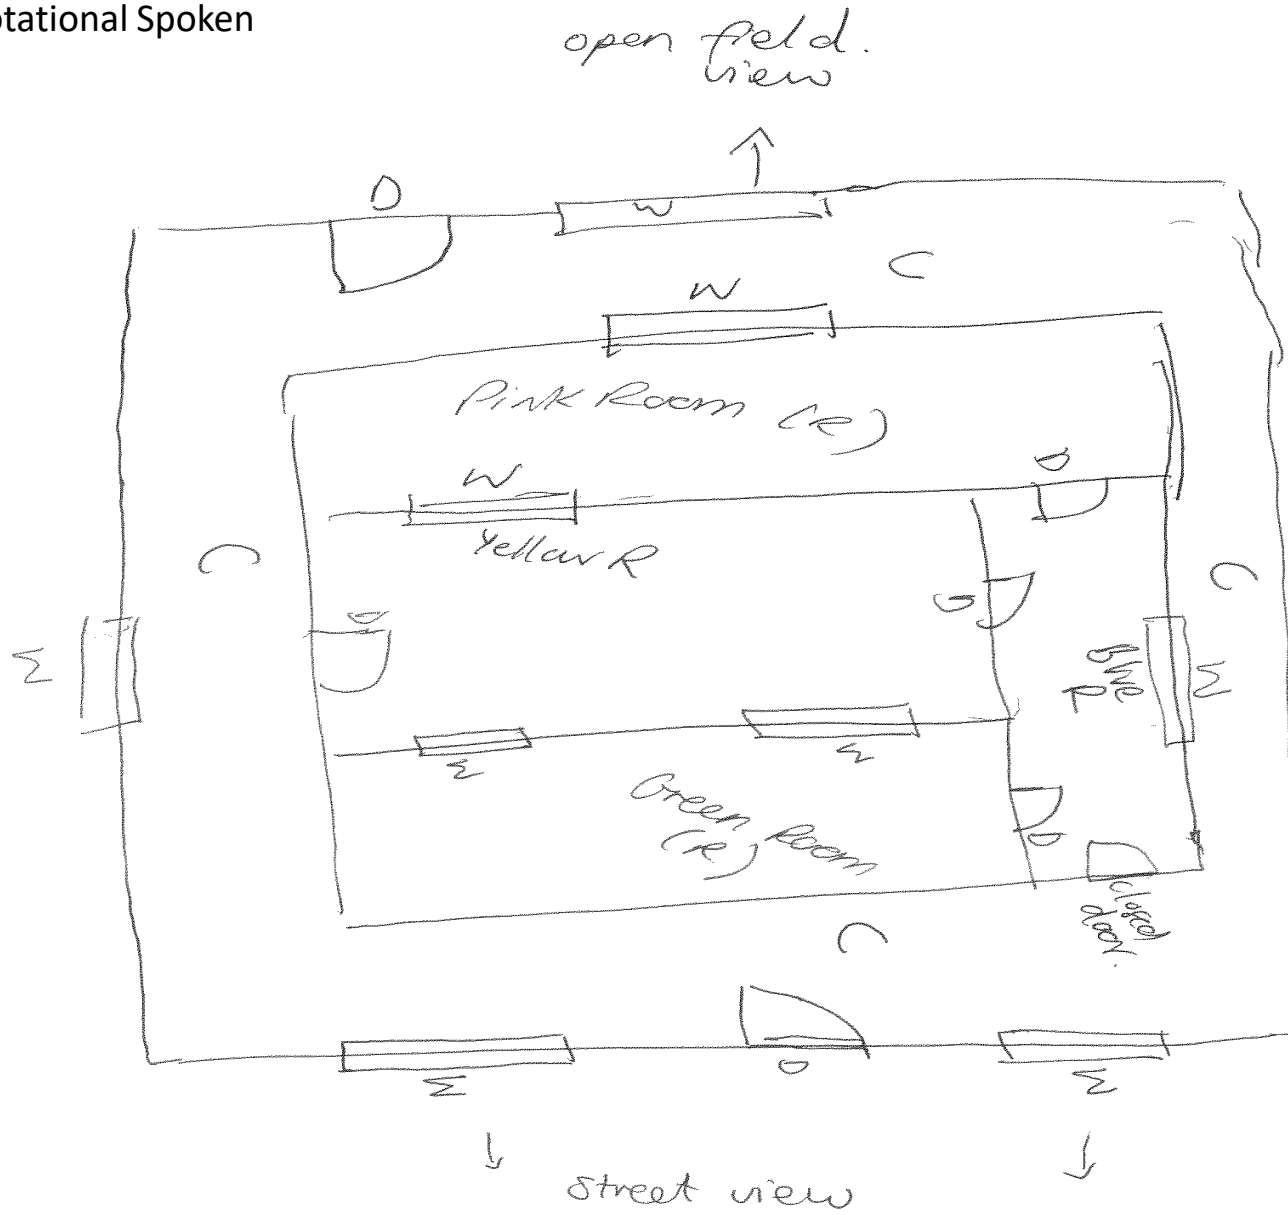 otational Spoken
open field.
view
D
W
C
W
Pink Room (R)
W
D
Yellow R
C
D
C
D
W
Blue
R
W
W
W
Green Room
(R)
D
closed
door.
C
W
D
W
street view